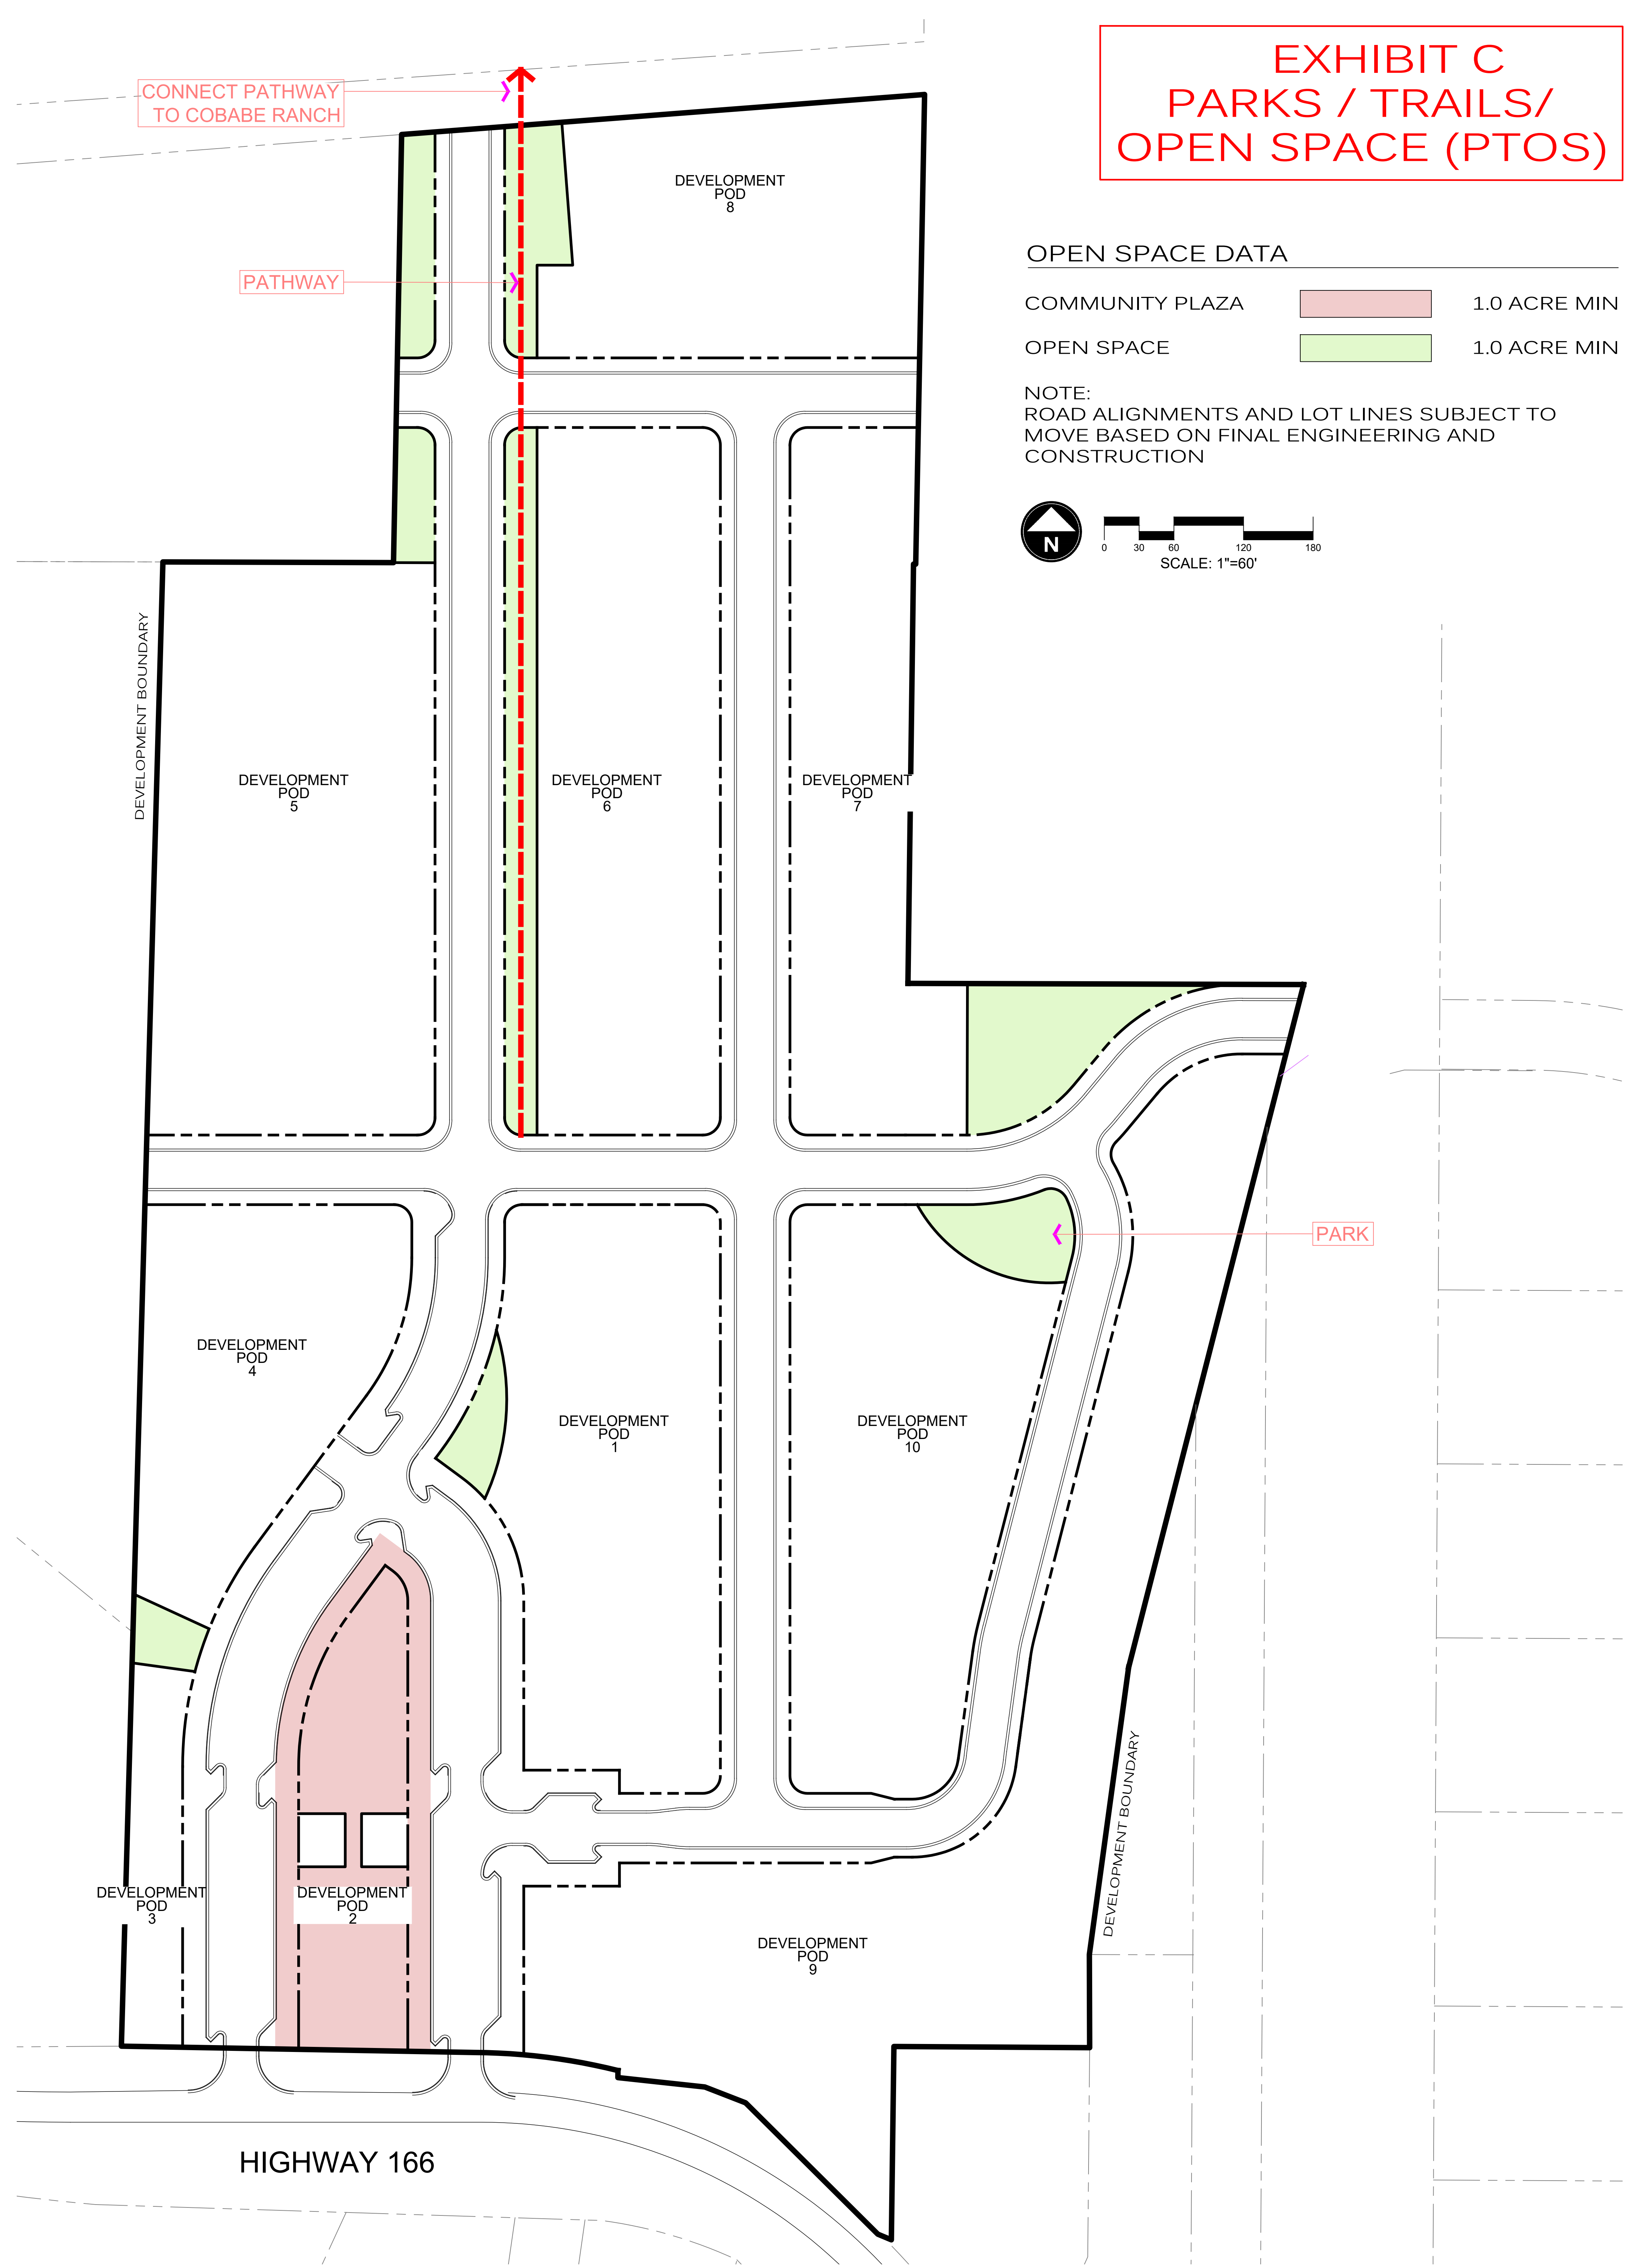 EXHIBIT C
PARKS / TRAILS/
OPEN SPACE (PTOS)
CONNECT PATHWAY
TO COBABE RANCH
DEVELOPMENT
POD
8
PATHWAY
OPEN SPACE DATA
COMMUNITY PLAZA 1.0 ACRE MIN
OPEN SPACE 1.0 ACRE MIN
NOTE:
ROAD ALIGNMENTS AND LOT LINES SUBJECT TO
MOVE BASED ON FINAL ENGINEERING AND
CONSTRUCTION
N
0 30 60 120 180
SCALE: 1"=60'
DEVELOPMENT BOUNDARY
DEVELOPMENT
POD
5
DEVELOPMENT
POD
6
DEVELOPMENT
POD
7
PARK
DEVELOPMENT
POD
4
DEVELOPMENT
POD
1
DEVELOPMENT
POD
10
DEVELOPMENT BOUNDARY
DEVELOPMENT
POD
3
DEVELOPMENT
POD
2
DEVELOPMENT
POD
9
HIGHWAY 166